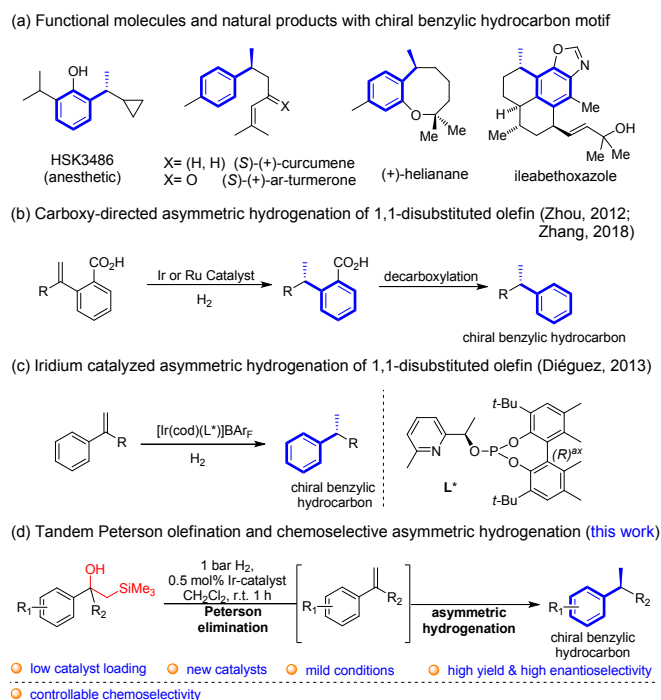 (a) Functional molecules and natural products with chiral benzylic hydrocarbon motif
OH
HSK3486
(anesthetic)
X
X= (H, H) (S)-(+)-curcumene
X= O (S)-(+)-ar-turmerone
O
Me
Me
(+)-helianane
O
N
H
Me
Me
OH
Me
Me
ileabethoxazole
(b) Carboxy-directed asymmetric hydrogenation of 1,1-disubstituted olefin (Zhou, 2012;
Zhang, 2018)
R
CO2H
Ir or Ru Catalyst
H2
R
CO2H
decarboxylation
R
chiral benzylic hydrocarbon
(c) Iridium catalyzed asymmetric hydrogenation of 1,1-disubstituted olefin (Diéguez, 2013)
R
[Ir(cod)(L*)]BArF
H2
R
chiral benzylic
hydrocarbon
N
O
P
O
O
t-Bu
t-Bu
(R)ax
L*
(d) Tandem Peterson olefination and chemoselective asymmetric hydrogenation (this work)
OH
SiMe3
R1
R2
1 bar H2,
0.5 mol% Ir-catalyst
CH2Cl2, r.t. 1 h
Peterson
elimination
R1
R2
asymmetric
hydrogenation
R1
R2
chiral benzylic
hydrocarbon
low catalyst loading
new catalysts
mild conditions
high yield & high enantioselectivity
controllable chemoselectivity